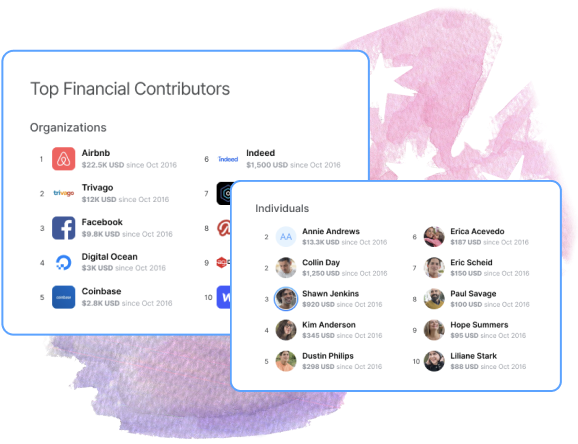 Top Financial Contributors
Organizations
1
Airbnb
$22.5K USD since Oct 2016
2
trivago
Trivago
$12K USD since Oct 2016
3
Facebook
$9.8K USD since Oct 2016
4
Digital Ocean
$3K USD since Oct 2016
5
coinbase
Coinbase
$2.8K USD since Oct 2016
6
indeed
Indeed
$1,500 USD since Oct 2016
7
8
9
10
Individuals
2
AA
Annie Andrews
$13.3K USD since Oct 2016
2
Collin Day
$1,250 USD since Oct 2016
3
Shawn Jenkins
$920 USD since Oct 2016
4
Kim Anderson
$345 USD since Oct 2016
5
Dustin Philips
$298 USD since Oct 2016
6
Erica Acevedo
$187 USD since Oct 2016
7
Eric Scheid
$150 USD since Oct 2016
8
Paul Savage
$100 USD since Oct 2016
9
Hope Summers
$95 USD since Oct 2016
10
Liliane Stark
$88 USD since Oct 2016